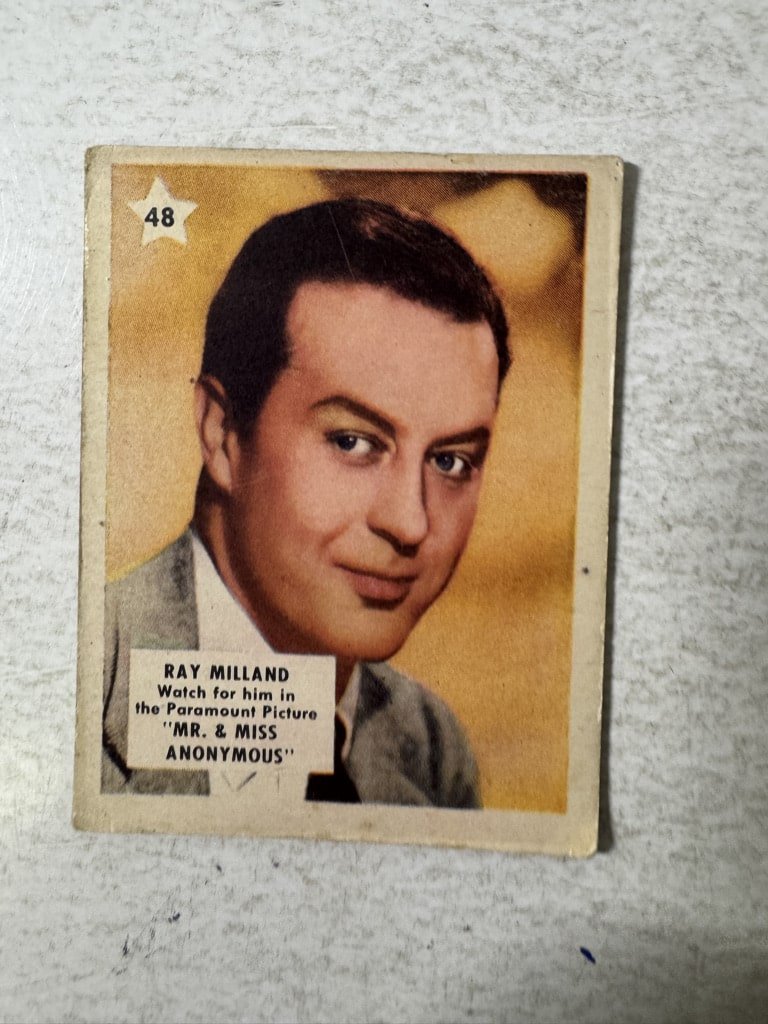 48
RAY MILLAND
Watch for him in
the Paramount Picture
"MR. & MISS
ANONYMOUS"